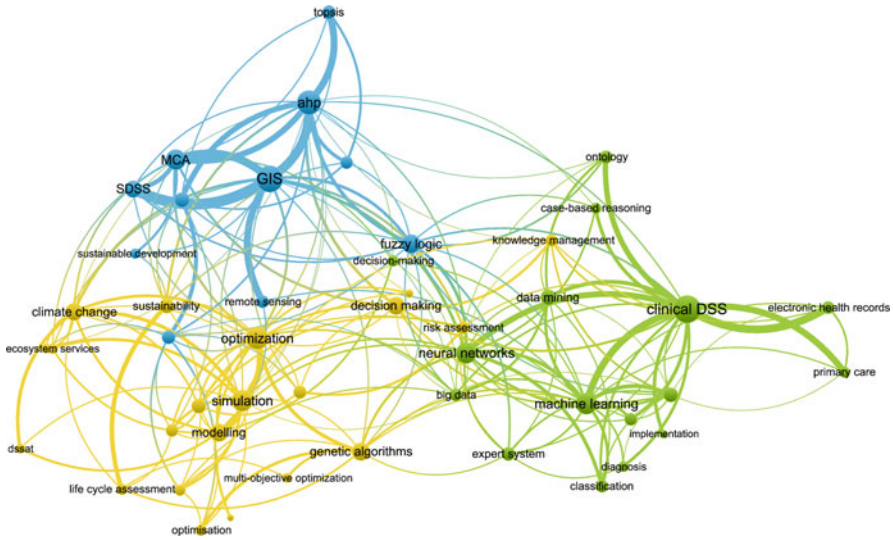 topsis
ahp
MCA
GIS
SDSS
ontology
case-based reasoning
fuzzy logic
knowledge management
sustainable development
decision-making
climate change
sustainability
remote sensing
decision making
data mining
clinical DSS
electronic health records
risk assessment
optimization
neural networks
ecosystem services
primary care
big data
simulation
machine learning
modelling
implementation
dssat
genetic algorithms
expert system
diagnosis
multi-objective optimization
classification
life cycle assessment
optimisation